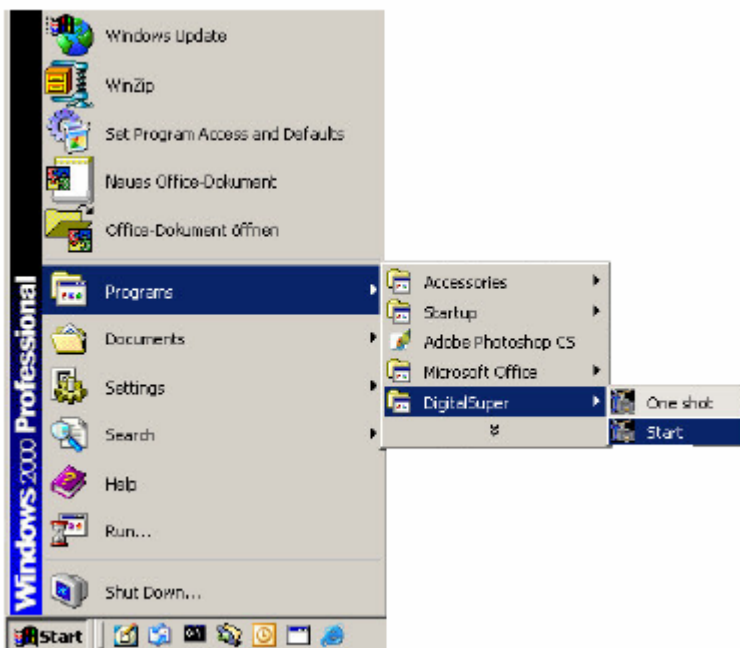 Windows Update
WinZip
Set Program Access and Defaults
Neues Office-Dokument
Office-Dokument öffnen
Programs
Documents
Settings
Search
Help
Run...
Shut Down...
Windows 2000 Professional
Accessories
Startup
Adobe Photoshop CS
Microsoft Office
DigitalSuper
One shot
Start
Start